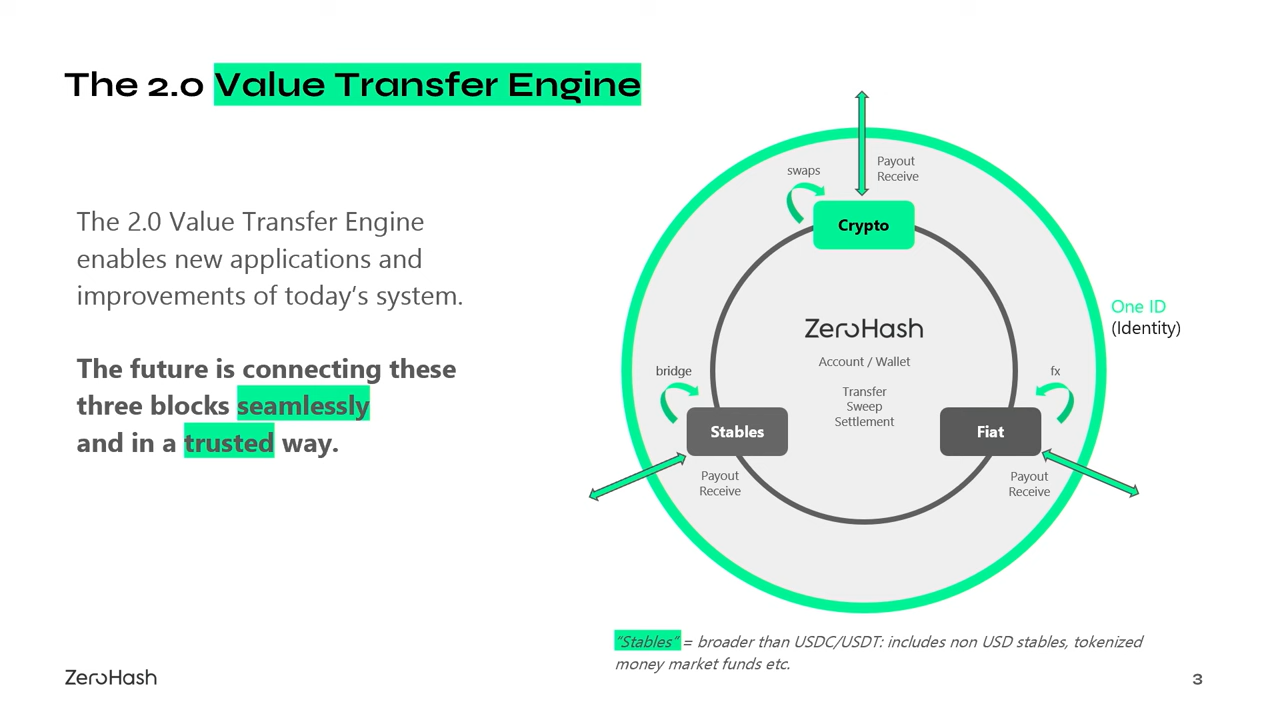 The 2.0 Value Transfer Engine
The 2.0 Value Transfer Engine
enables new applications and
improvements of today’s system.
The future is connecting these
three blocks seamlessly
and in a trusted way.
swaps
Payout
Receive
Crypto
ZeroHash
Account / Wallet
Transfer
Sweep
Settlement
One ID
(Identity)
bridge
Stables
Payout
Receive
fx
Fiat
Payout
Receive
“Stables” = broader than USDC/USDT: includes non USD stables, tokenized
money market funds etc.
ZeroHash
3